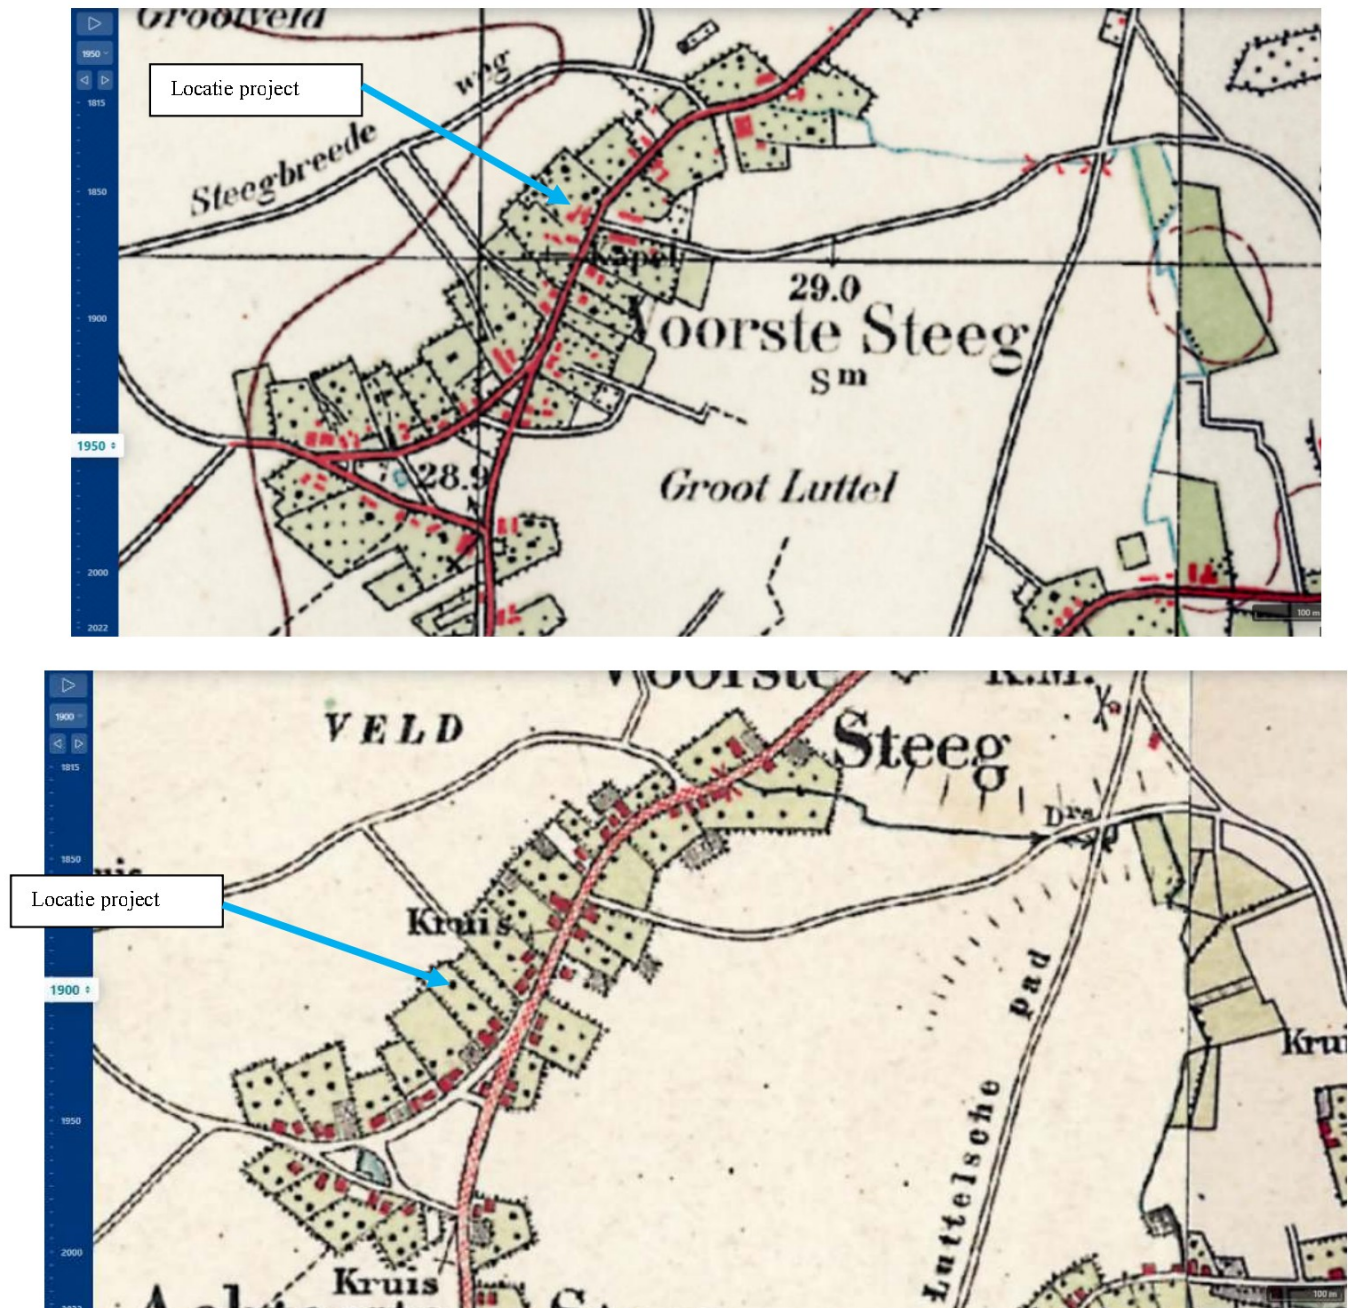 Grootveld
1950
Locatie project
weg
1815
Steegbreede
1850
Kapel
29.0
1900
Voorste Steeg
Sm
1950
28.9
Groot Luttel
2000
100 m
2022
Voorste
K.M.
1900
VELD
Steeg
1815
Drs
1850
Locatie project
Kruis
pad
1900
Luttelsche
1950
2000
Kruis
100 m